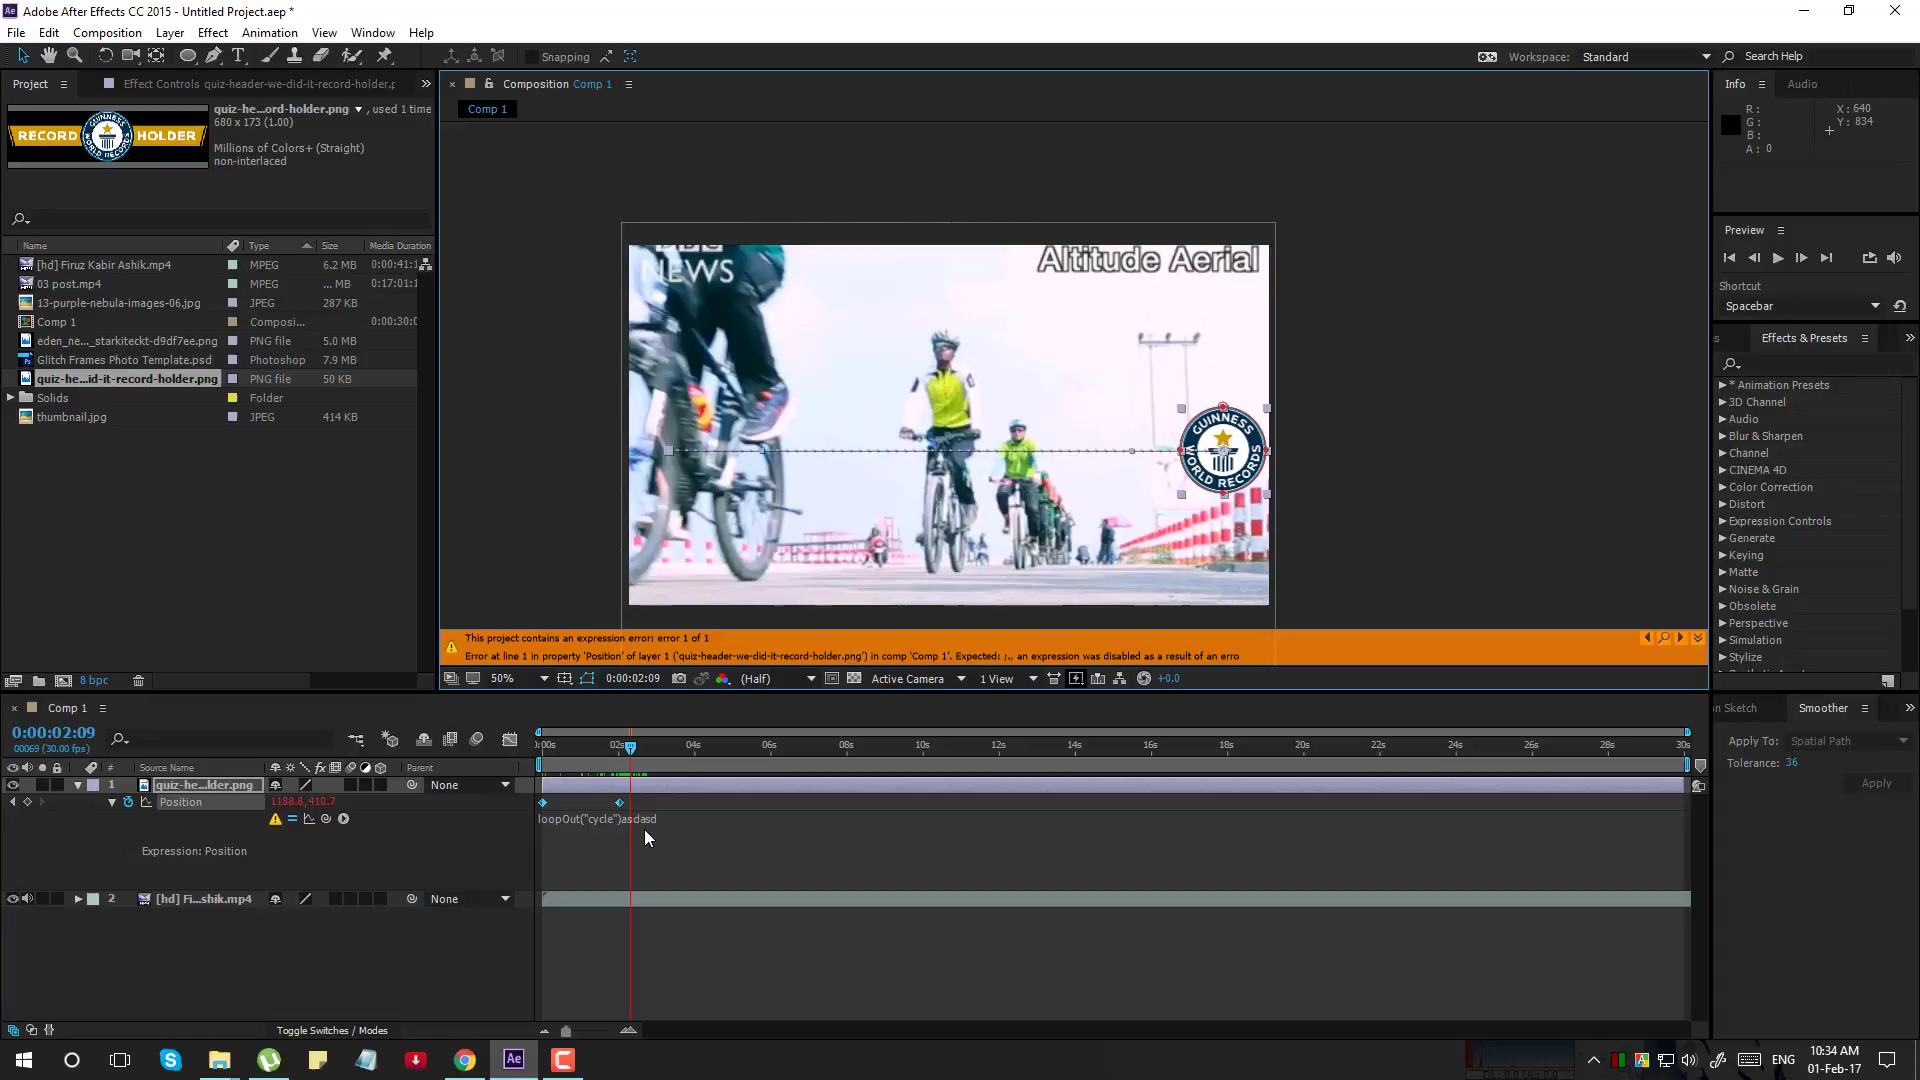 Adobe After Effects CC 2015 - Untitled Project.aep *
File Edit Composition Layer Effect Animation View Window Help
Snapping
Workspace: Standard
Search Help
Project
Effect Controls quiz-header-we-did-it-record-holder.p
RECORD HOLDER
GUINNESS WORLD RECORDS
quiz-he...ord-holder.png , used 1 time
680 x 173 (1.00)
Millions of Colors+ (Straight)
non-interlaced
Name Type Size Media Duration
[hd] Firuz Kabir Ashik.mp4 MPEG 6.2 MB 0:00:41:1
03 post.mp4 MPEG ... MB 0:17:01:1
13-purple-nebula-images-06.jpg JPEG 287 KB
Comp 1 Composi... 0:00:30:0
eden_ne..._starkiteckt-d9df7ee.png PNG file 5.0 MB
Glitch Frames Photo Template.psd Photoshop 7.9 MB
quiz-he...id-it-record-holder.png PNG file 50 KB
Solids Folder
thumbnail.jpg JPEG 414 KB
8 bpc
Composition Comp 1
Comp 1
NEWS
Altitude Aerial
GUINNESS WORLD RECORDS
This project contains an expression error: error 1 of 1
Error at line 1 in property 'Position' of layer 1 ('quiz-header-we-did-it-record-holder.png') in comp 'Comp 1'. Expected: ;., an expression was disabled as a result of an erro
50% 0:00:02:09 (Half) Active Camera 1 View +0.0
Info Audio
R: X: 640
G: Y: 834
B:
A: 0
Preview
Shortcut
Spacebar
Effects & Presets
* Animation Presets
3D Channel
Audio
Blur & Sharpen
Channel
CINEMA 4D
Color Correction
Distort
Expression Controls
Generate
Keying
Matte
Noise & Grain
Obsolete
Perspective
Simulation
Stylize
n Sketch Smoother
Apply To: Spatial Path
Tolerance: 36
Apply
Comp 1
0:00:02:09
00069 (30.00 fps)
:00s 02s 04s 06s 08s 10s 12s 14s 16s 18s 20s 22s 24s 26s 28s 30s
# Source Name Parent
1 quiz-he...lder.png None
Position 1188.8,410.7
loopOut("cycle")asdasd
Expression: Position
2 [hd] Fi...shik.mp4 None
Toggle Switches / Modes
Ae
ENG
10:34 AM
01-Feb-17